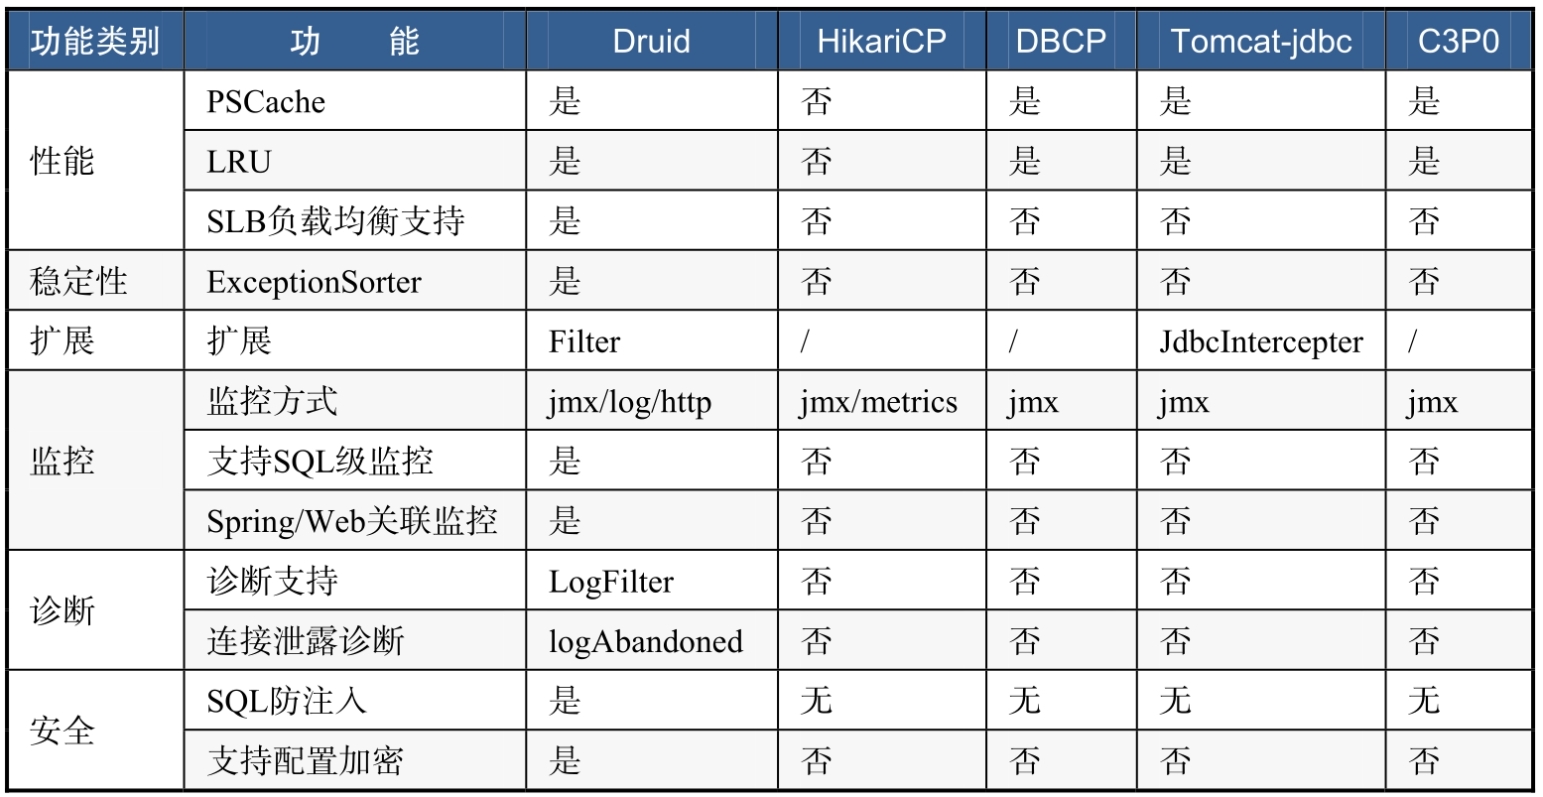 功能类别 功 能 Druid HikariCP DBCP Tomcat-jdbc C3P0
性能 PSCache 是 否 是 是 是
LRU 是 否 是 是 是
SLB负载均衡支持 是 否 否 否 否
稳定性 ExceptionSorter 是 否 否 否 否
扩展 扩展 Filter / / JdbcIntercepter /
监控 监控方式 jmx/log/http jmx/metrics jmx jmx jmx
支持SQL级监控 是 否 否 否 否
Spring/Web关联监控 是 否 否 否 否
诊断 诊断支持 LogFilter 否 否 否 否
连接泄露诊断 logAbandoned 否 否 否 否
安全 SQL防注入 是 无 无 无 无
支持配置加密 是 否 否 否 否